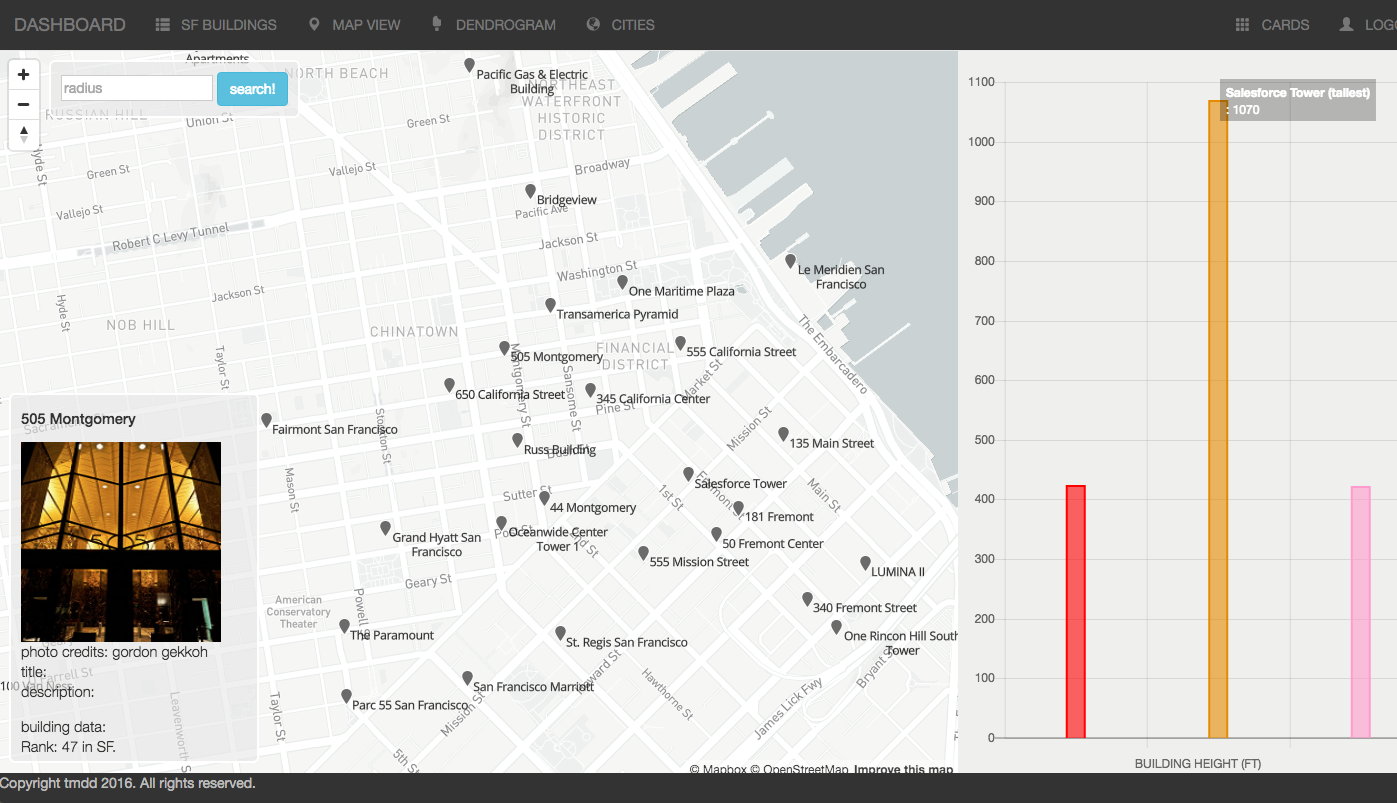 DASHBOARD SF BUILDINGS MAP VIEW DENDROGRAM CITIES CARDS
Apartments
+
−
radius
search!
NORTH BEACH
RUSSIAN HILL
Union St
Pacific Gas & Electric
Building
NORTHEAST
WATERFRONT
HISTORIC
DISTRICT
Green St
Hyde St
Green St
Vallejo St
Broadway
Vallejo St
Bridgeview
Pacific Ave
Robert C Levy Tunnel
Jackson St
Washington St
Le Meridien San
Francisco
One Maritime Plaza
Jackson St
Hyde St
Transamerica Pyramid
NOB HILL
CHINATOWN
The Embarcadero
FINANCIAL
DISTRICT
505 Montgomery
555 California Street
Taylor St
Montgomery St
Sansome St
Market St
650 California Street
345 California Center
Pine St
505 Montgomery
Fairmont San Francisco
Stockton St
Mission St
135 Main Street
Russ Building
Mason St
Salesforce Tower
Sutter St
1st St
Fremont St
Main St
44 Montgomery
181 Fremont
Oceanwide Center
Tower 1
Grand Hyatt San
Francisco
50 Fremont Center
555 Mission Street
LUMINA II
Geary St
American
Conservatory
Theater
Powell St
340 Fremont Street
The Paramount
St. Regis San Francisco
One Rincon Hill South
Tower
photo credits: gordon gekkoh
title:
description:
100 Van Ness
building data:
Rank: 47 in SF.
Howard St
Hawthorne St
Bryant St
San Francisco Marriott
Parc 55 San Francisco
Mission St
James Lick Fwy
Leavenworth St
Taylor St
5th St
© Mapbox © OpenStreetMap Improve this map
1100
Salesforce Tower (tallest)
: 1070
1000
900
800
700
600
500
400
300
200
100
0
BUILDING HEIGHT (FT)
Copyright tmdd 2016. All rights reserved.